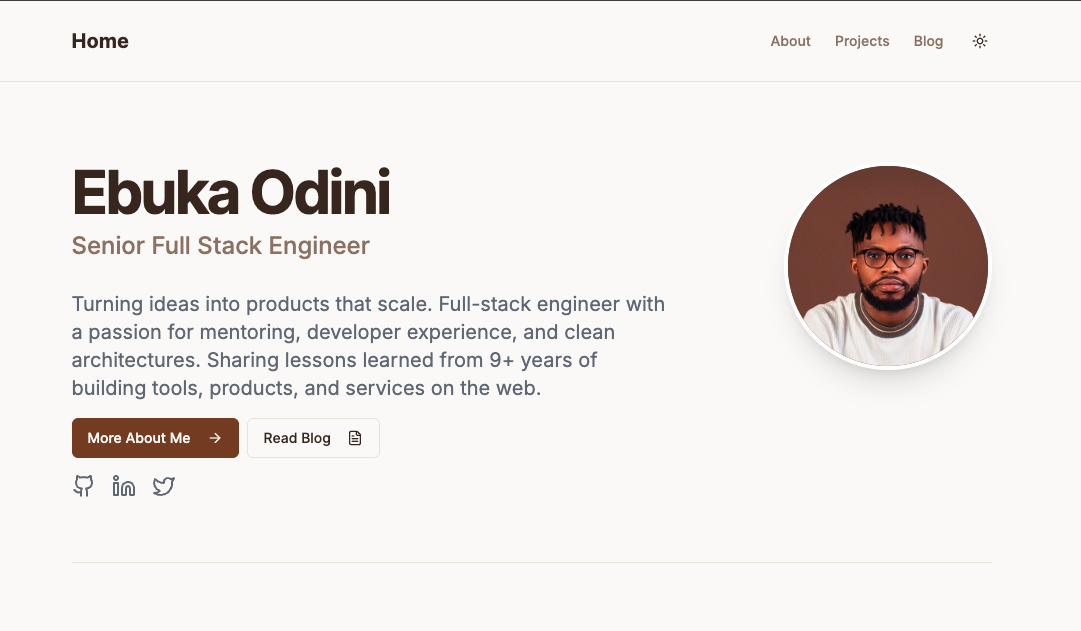 Home
About Projects Blog
Ebuka Odini
Senior Full Stack Engineer
Turning ideas into products that scale. Full-stack engineer with
a passion for mentoring, developer experience, and clean
architectures. Sharing lessons learned from 9+ years of
building tools, products, and services on the web.
More About Me
Read Blog